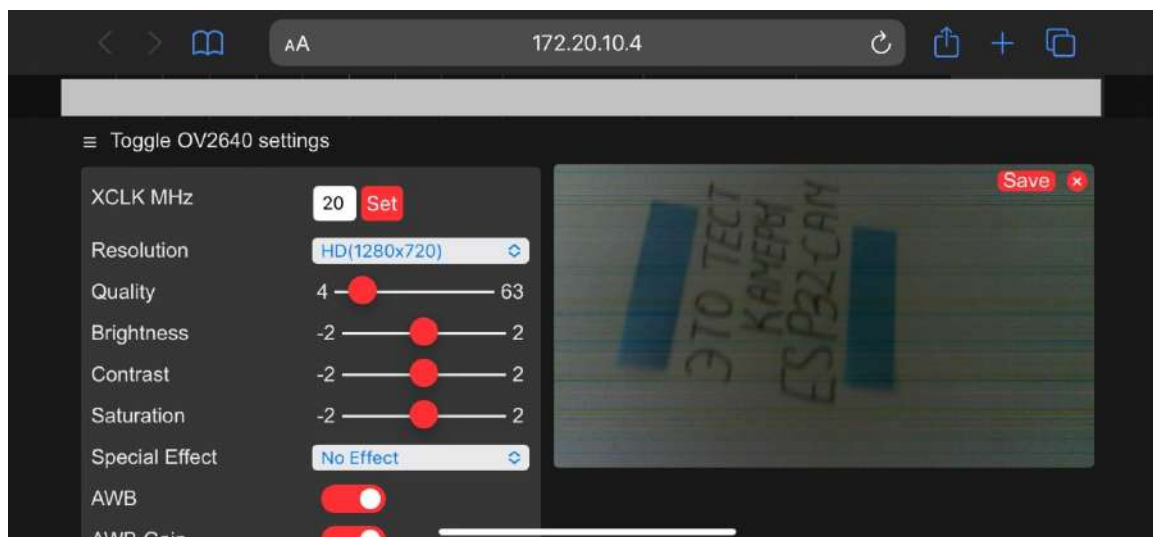 AA
172.20.10.4
≡ Toggle OV2640 settings
XCLK MHz 20 Set
Resolution HD(1280x720)
Quality 4 63
Brightness -2 2
Contrast -2 2
Saturation -2 2
Special Effect No Effect
AWB
AWB Gain
Save ×
ЭТО ТЕСТ
КАМЕРЫ
ESP32-CAM